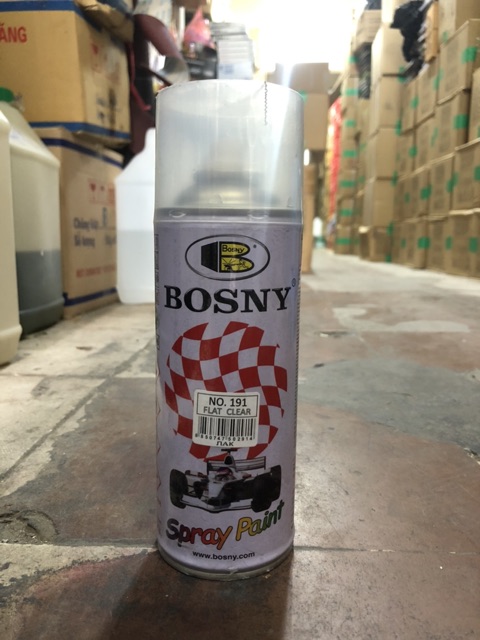 BOSNY
BOSNY
NO. 191
FLAT CLEAR
ЛАК
Spray Paint
www.bosny.com